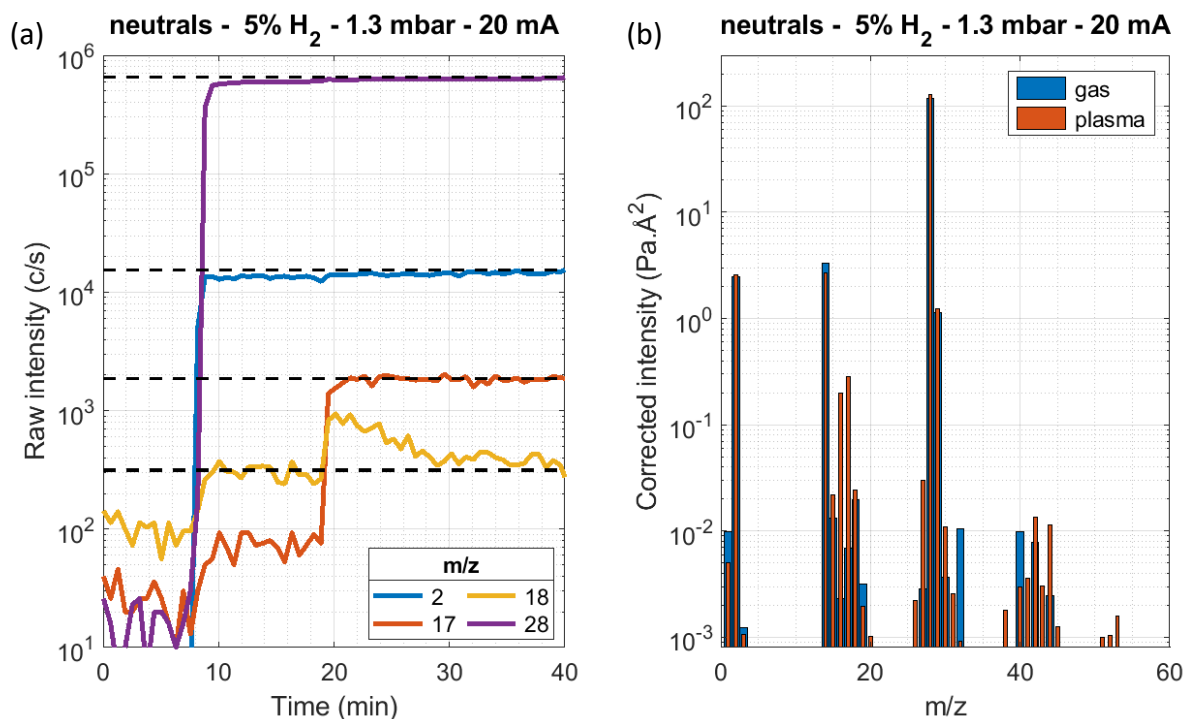 (a)
neutrals - 5% H2 - 1.3 mbar - 20 mA
Raw intensity (c/s)
10^6
10^5
10^4
10^3
10^2
10^1
0 10 20 30 40
Time (min)
m/z
2 18
17 28
(b)
neutrals - 5% H2 - 1.3 mbar - 20 mA
Corrected intensity (Pa.Å²)
10^2
10^1
10^0
10^-1
10^-2
10^-3
0 20 40 60
m/z
gas
plasma